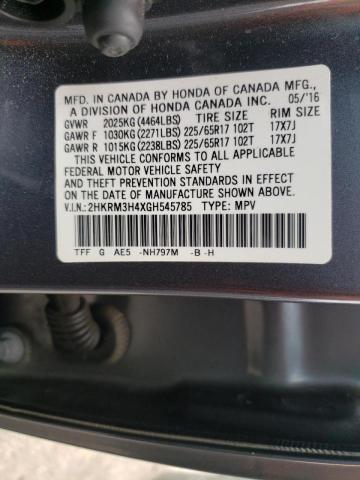 MFD. IN CANADA BY HONDA OF CANADA MFG.,
A DIVISION OF HONDA CANADA INC. 05/'16
GVWR 2025KG (4464LBS) TIRE SIZE RIM SIZE
GAWR F 1030KG (2271LBS) 225/65R17 102T 17X7J
GAWR R 1015KG (2238LBS) 225/65R17 102T 17X7J
THIS VEHICLE CONFORMS TO ALL APPLICABLE
FEDERAL MOTOR VEHICLE SAFETY
AND THEFT PREVENTION STANDARDS IN EFFECT
ON THE DATE OF MANUFACTURE SHOWN ABOVE.
V.I.N.: 2HKRM3H4XGH545785 TYPE: MPV
TFF G AE5 -NH797M -B -H